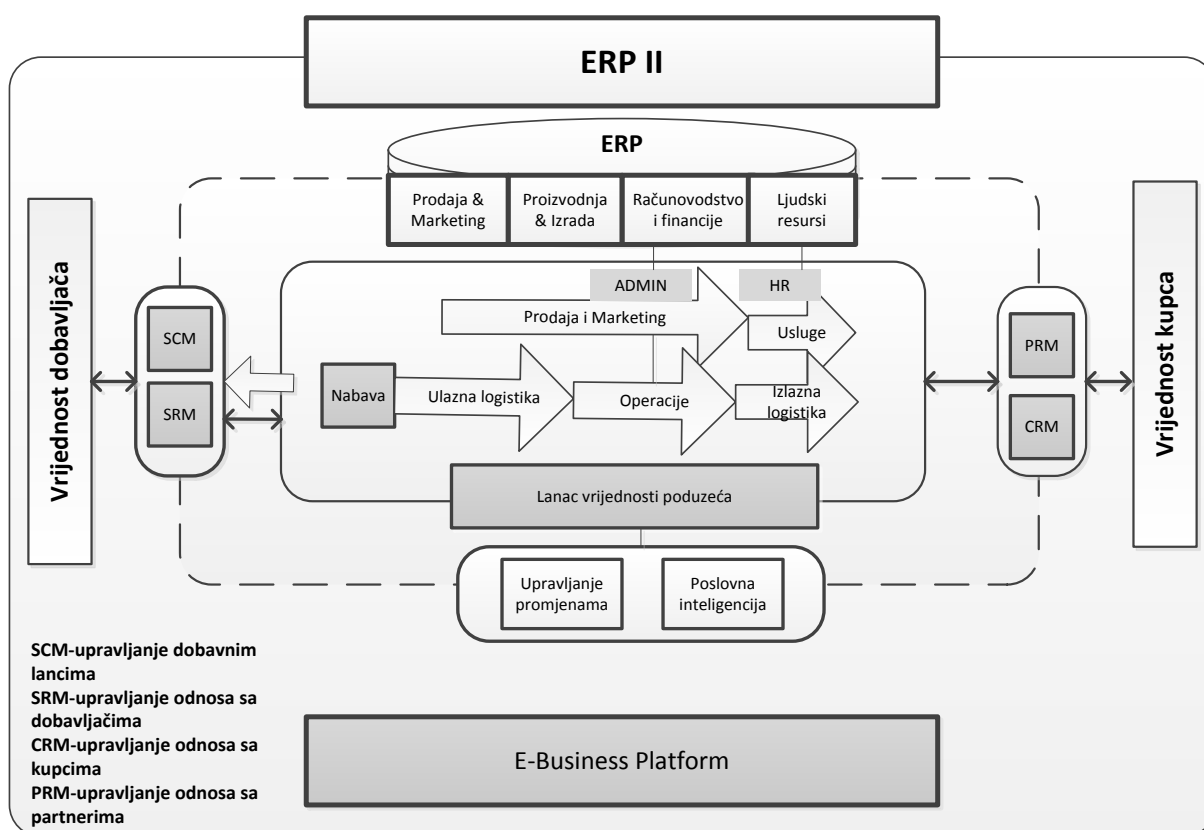 ERP II
ERP
Prodaja &
Marketing
Proizvodnja
& Izrada
Računovodstvo
i financije
Ljudski
resursi
ADMIN
HR
Prodaja i Marketing
Usluge
Vrijednost dobavljača
SCM
SRM
Nabava
Ulazna logistika
Operacije
Izlazna
logistika
PRM
CRM
Vrijednost kupca
Lanac vrijednosti poduzeća
Upravljanje
promjenama
Poslovna
inteligencija
SCM-upravljanje dobavnim
lancima
SRM-upravljanje odnosa sa
dobavljačima
CRM-upravljanje odnosa sa
kupcima
PRM-upravljanje odnosa sa
partnerima
E-Business Platform